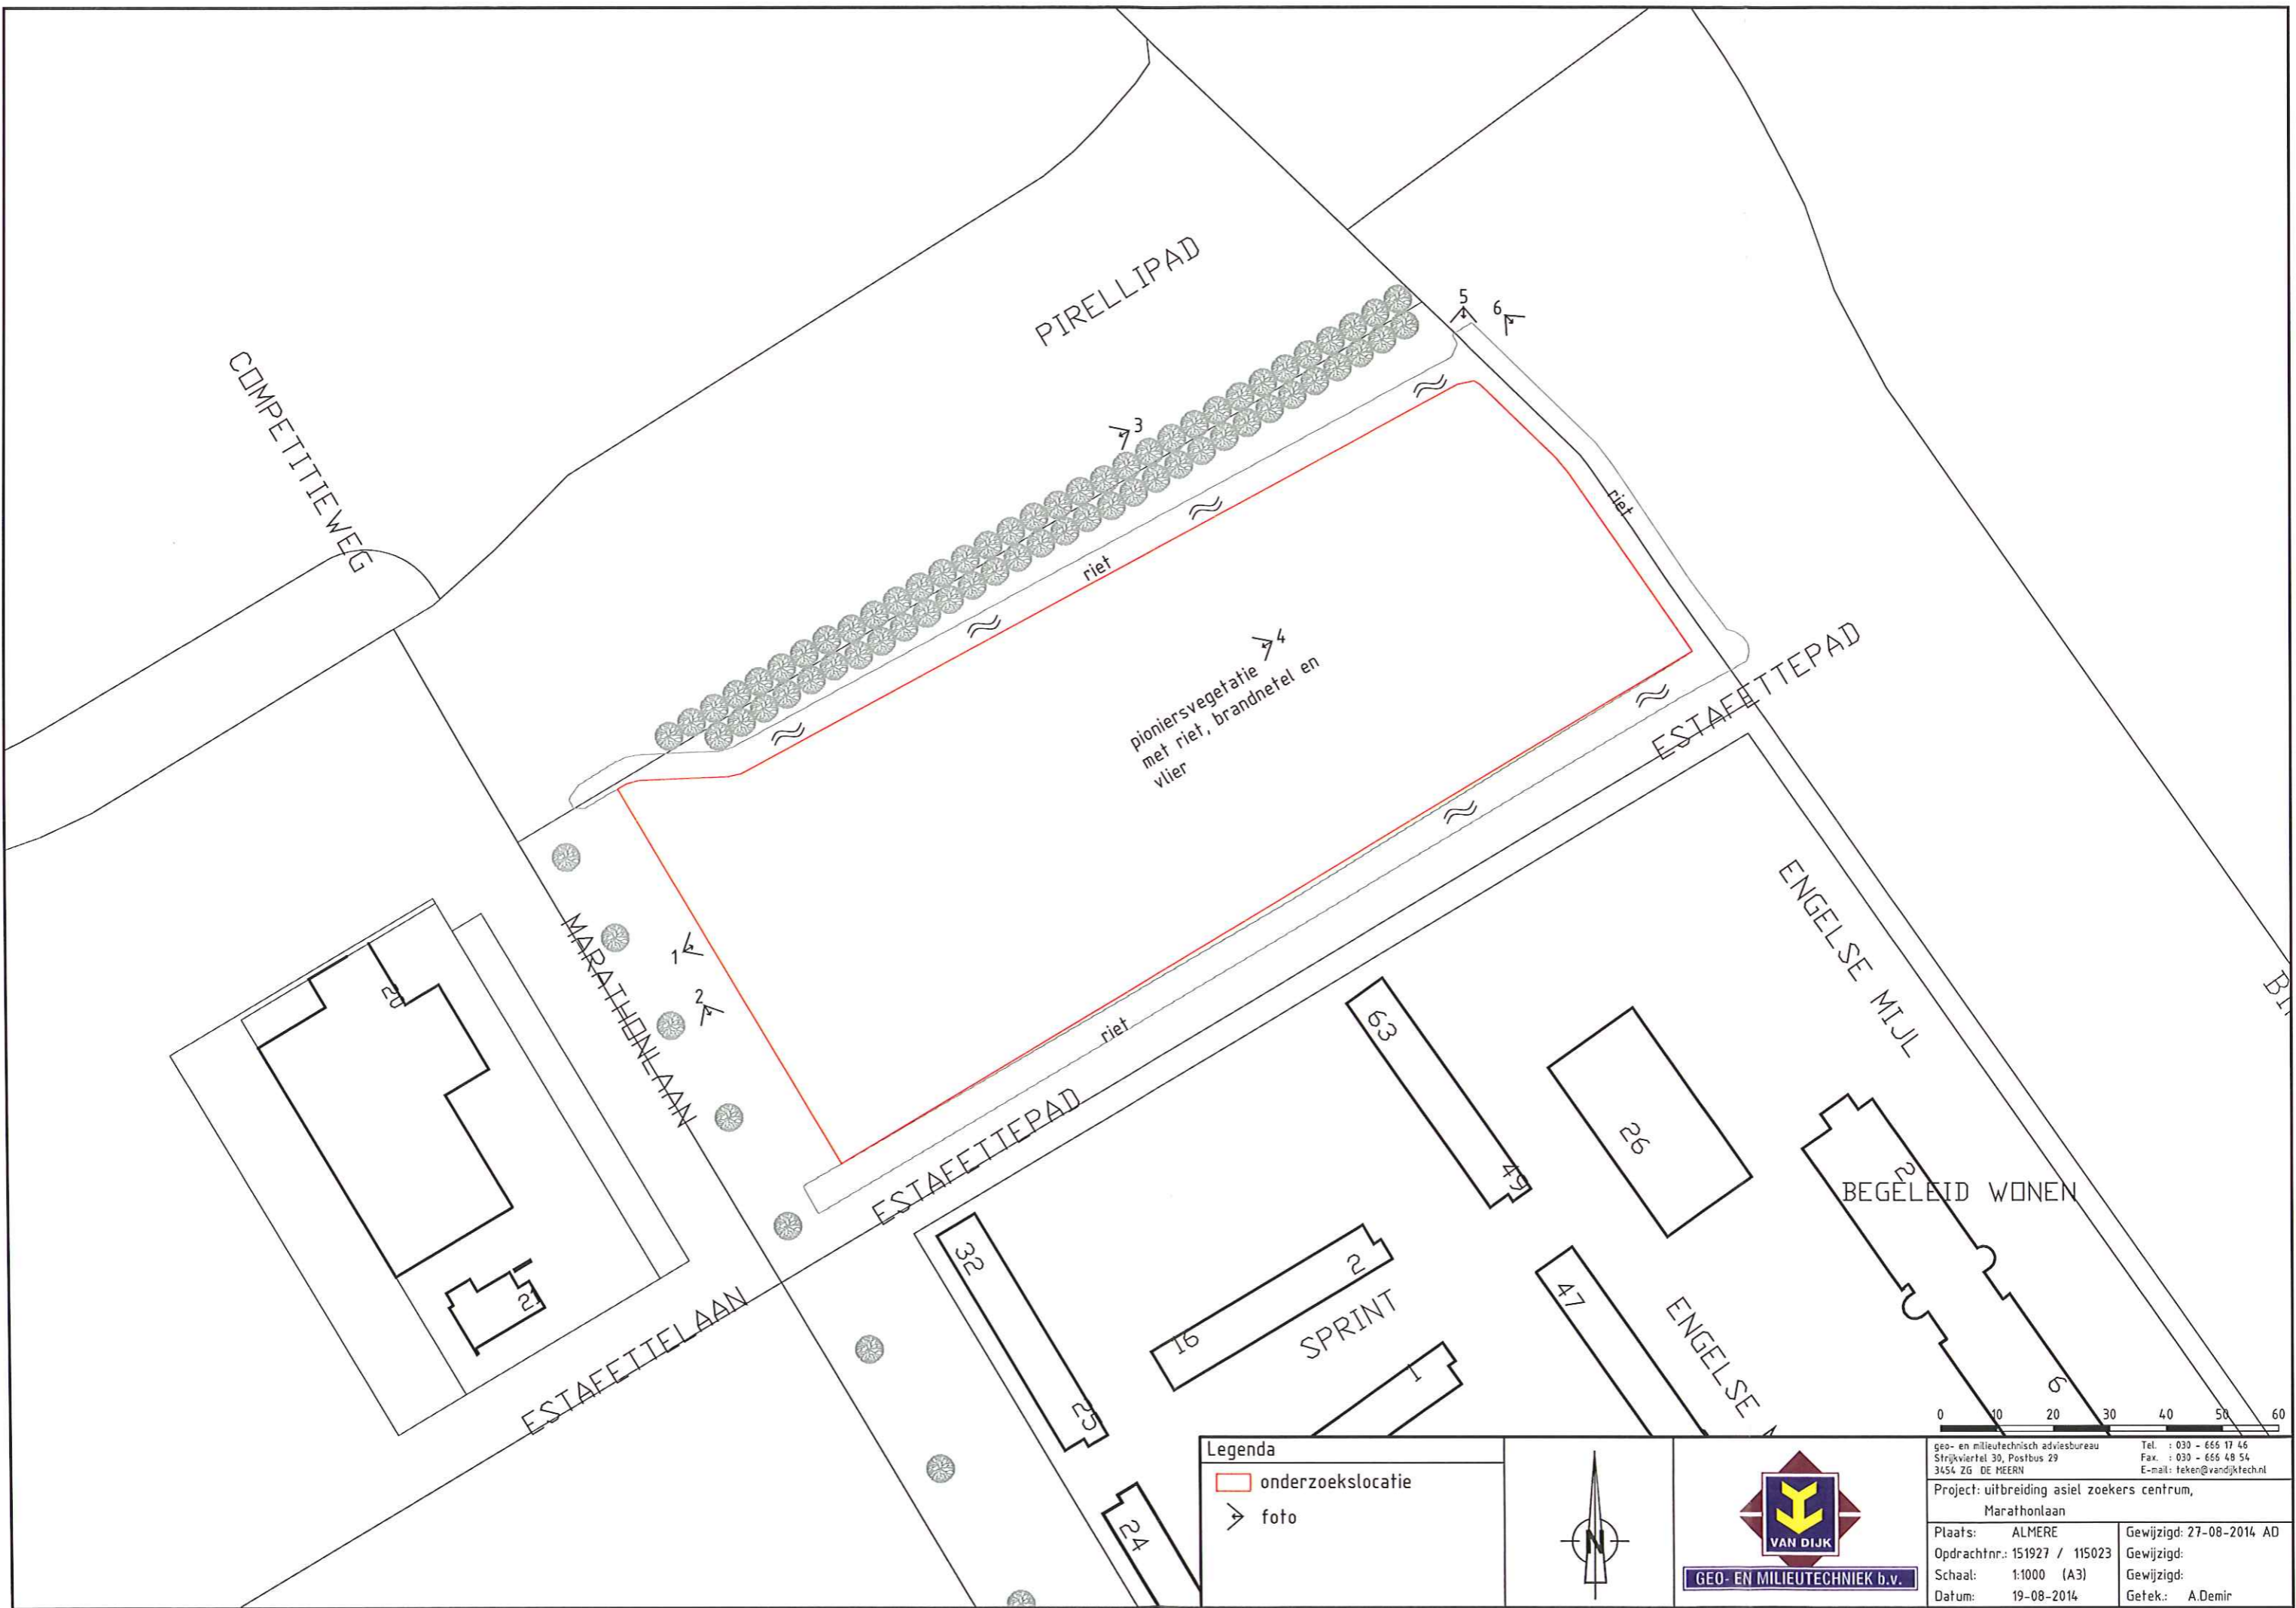 PIRELLIPAD
COMPETITIEWEG
5
6
3
riet
riet
4
pioniersvegetatie
met riet, brandnetel en
vlier
ESTAFETTEPAD
MARATHONLAAN
1
2
riet
ENGELSE MIJL
20
21
63
49
26
2
BEGELEID WONEN
6
ESTAFETTEPAD
ESTAFETTELAAN
32
25
16
2
SPRINT
1
47
ENGELSE
24
0 10 20 30 40 50 60
Legenda
onderzoekslocatie
foto
N
VAN DIJK
GEO- EN MILIEUTECHNIEK b.v.
geo- en milieutechnisch adviesbureau
Strijkviertel 30, Postbus 29
3454 ZG DE MEERN
Tel. : 030 - 666 17 46
Fax. : 030 - 666 48 54
E-mail: teken@vandijktech.nl
Project: uitbreiding asiel zoekers centrum,
Marathonlaan
Plaats: ALMERE
Opdrachtnr.: 151927 / 115023
Schaal: 1:1000 (A3)
Datum: 19-08-2014
Gewijzigd: 27-08-2014 AD
Gewijzigd:
Gewijzigd:
Getek.: A.Demir